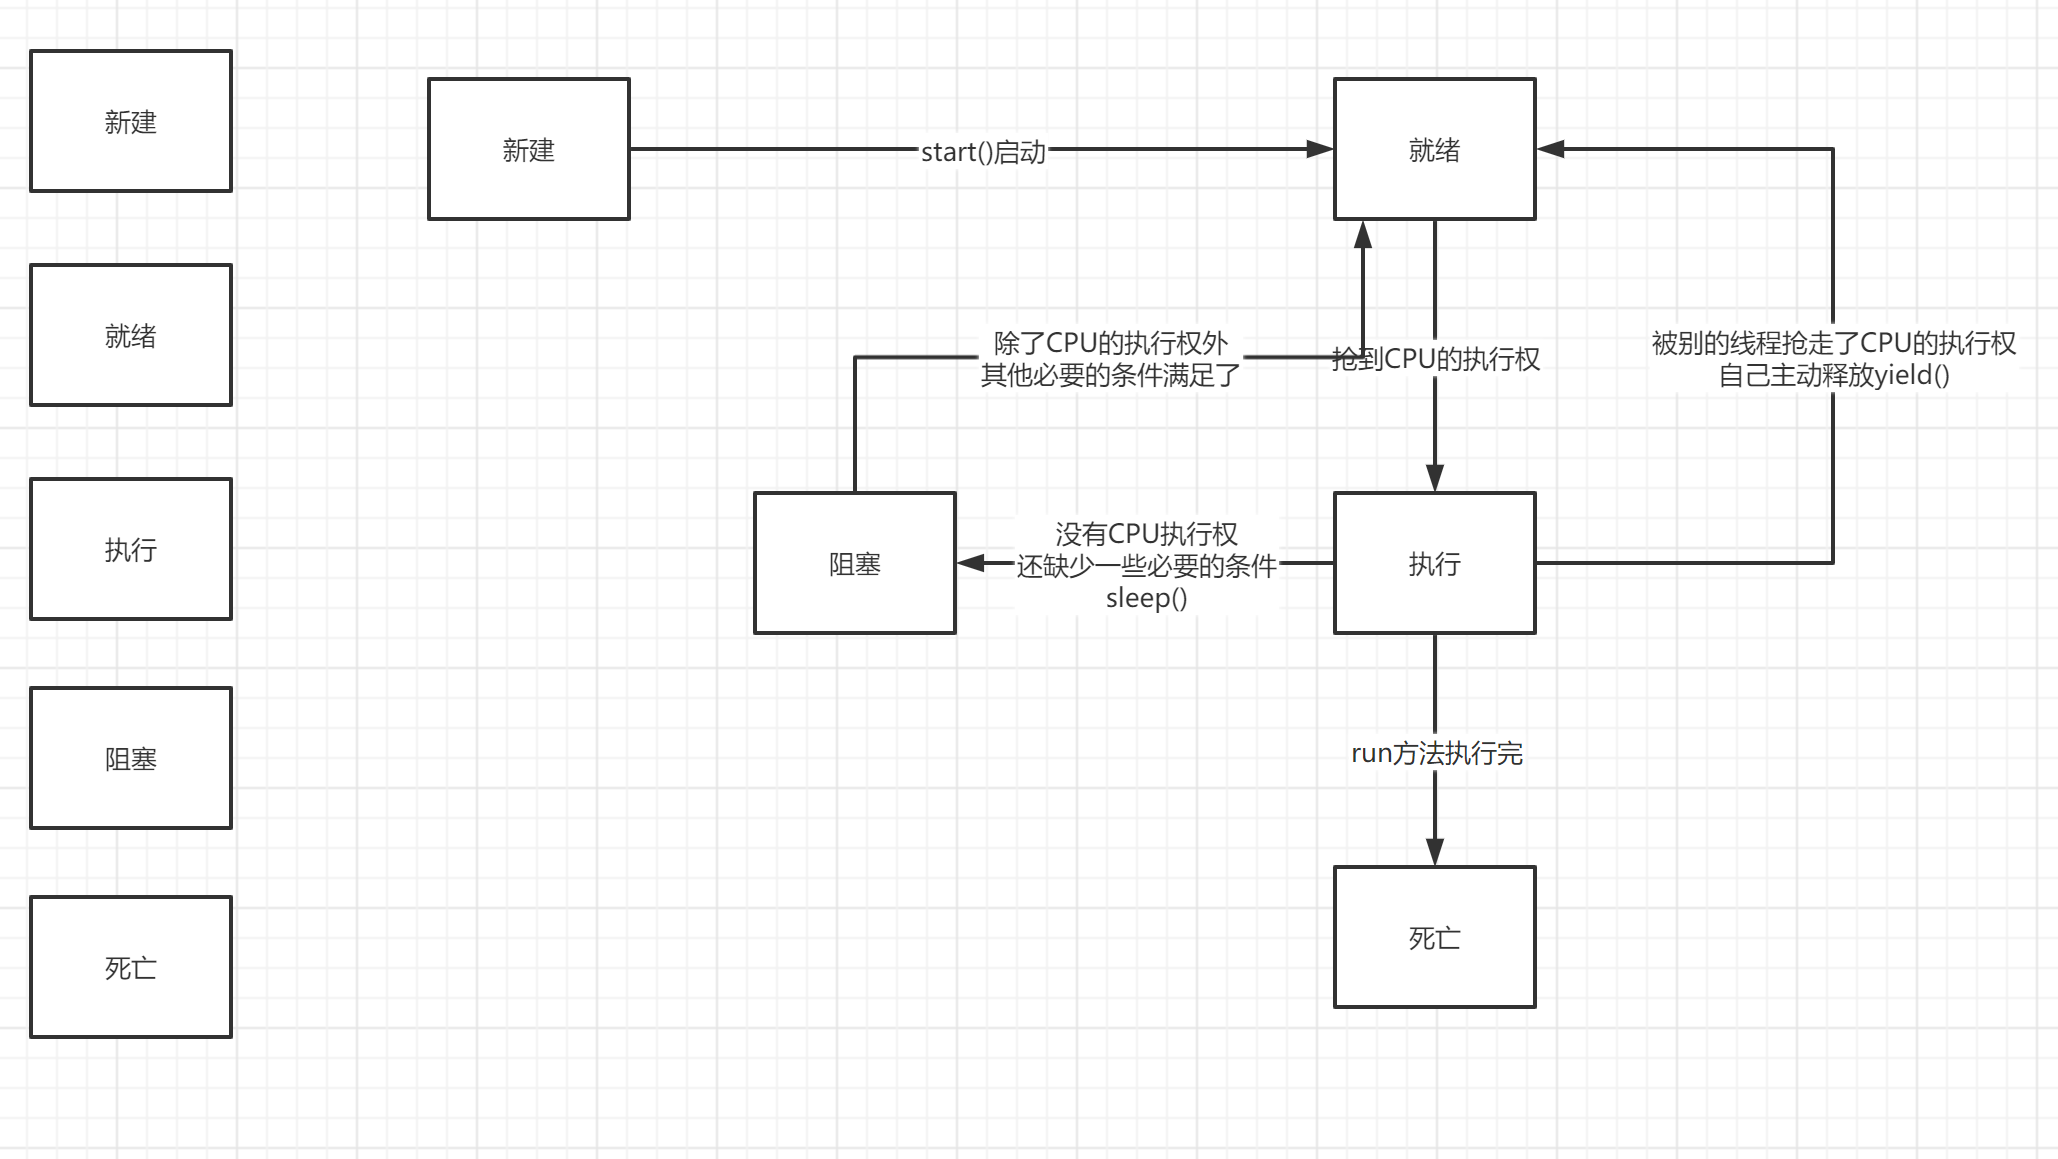 新建
就绪
执行
阻塞
死亡
新建
start()启动
就绪
除了CPU的执行权外
其他必要的条件满足了
抢到CPU的执行权
被别的线程抢走了CPU的执行权
自己主动释放yield()
阻塞
没有CPU执行权
还缺少一些必要的条件
sleep()
执行
run方法执行完
死亡